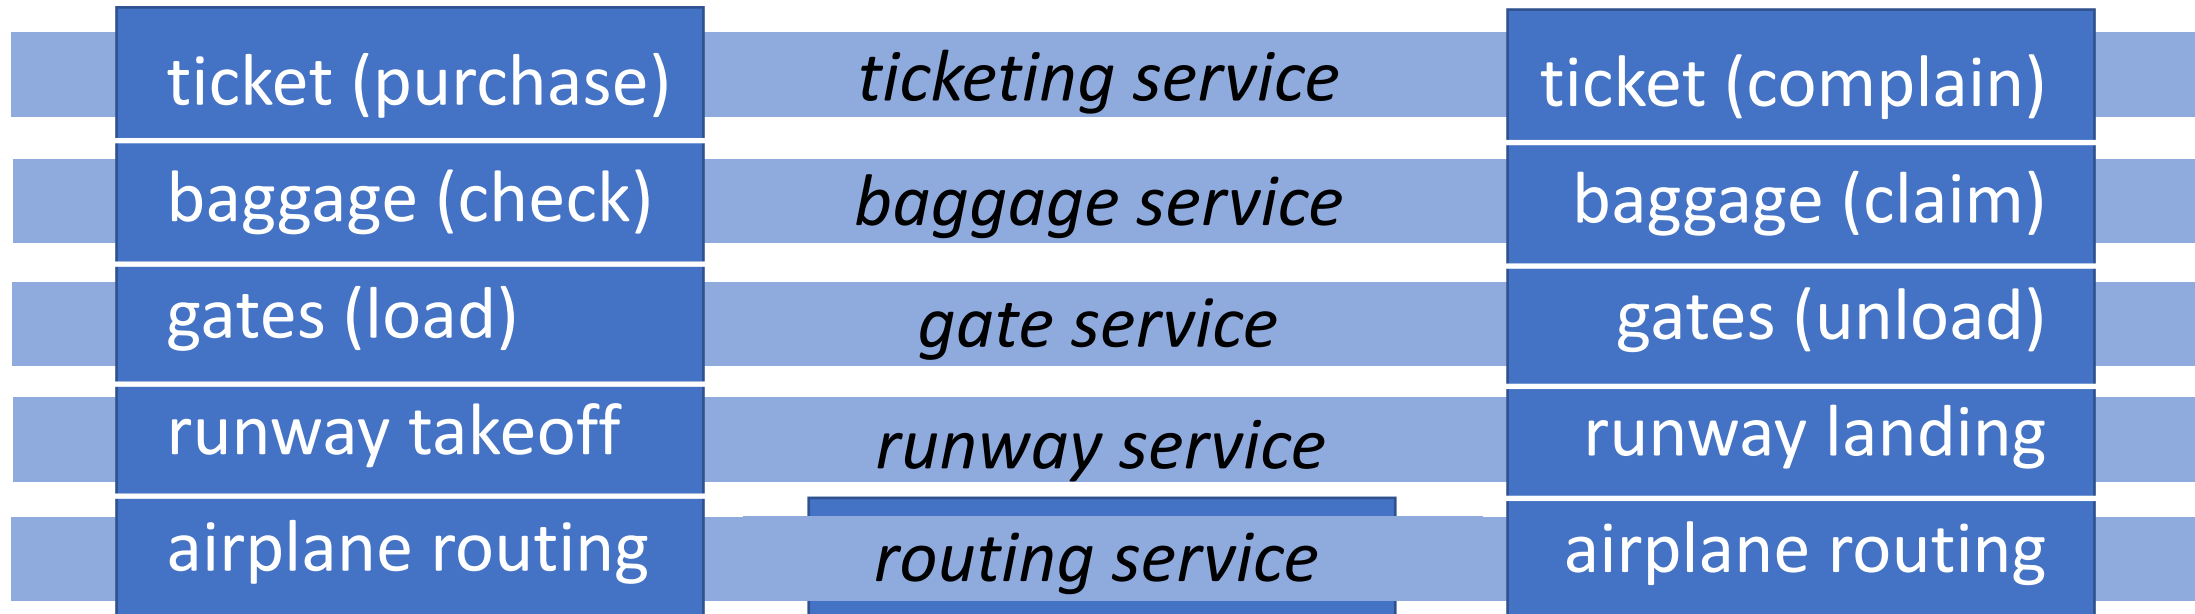 ticket (purchase) ticketing service ticket (complain)
baggage (check) baggage service baggage (claim)
gates (load) gate service gates (unload)
runway takeoff runway service runway landing
airplane routing routing service airplane routing